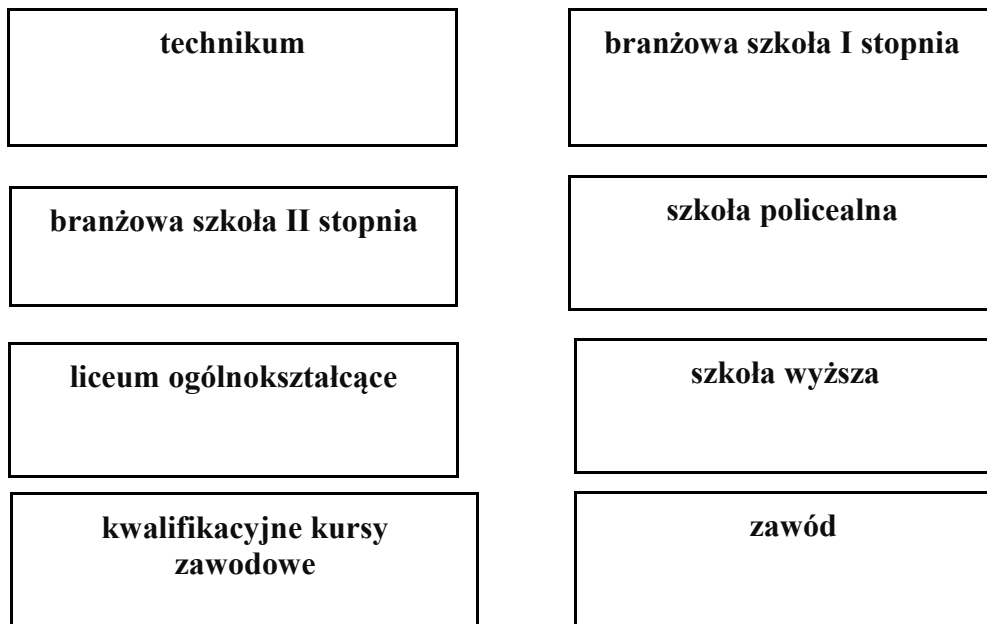 technikum
branżowa szkoła I stopnia
branżowa szkoła II stopnia
szkoła policealna
liceum ogólnokształcące
szkoła wyższa
kwalifikacyjne kursy
zawodowe
zawód